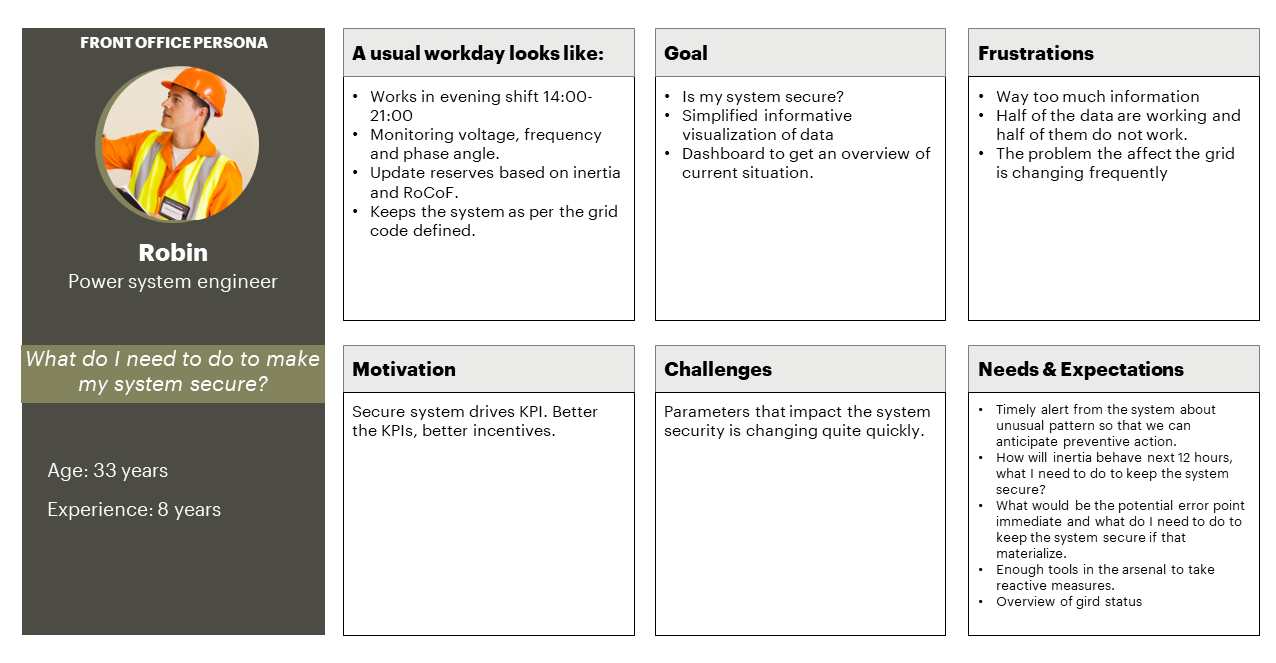 FRONT OFFICE PERSONA
Robin
Power system engineer
What do I need to do to make
my system secure?
Age: 33 years
Experience: 8 years
A usual workday looks like:
• Works in evening shift 14:00-
21:00
• Monitoring voltage, frequency
and phase angle.
• Update reserves based on inertia
and RoCoF.
• Keeps the system as per the grid
code defined.
Goal
• Is my system secure?
• Simplified informative
visualization of data
• Dashboard to get an overview of
current situation.
Frustrations
• Way too much information
• Half of the data are working and
half of them do not work.
• The problem the affect the grid
is changing frequently
Motivation
Secure system drives KPI. Better
the KPIs, better incentives.
Challenges
Parameters that impact the system
security is changing quite quickly.
Needs & Expectations
• Timely alert from the system about
unusual pattern so that we can
anticipate preventive action.
• How will inertia behave next 12 hours,
what I need to do to keep the system
secure?
• What would be the potential error point
immediate and what do I need to do to
keep the system secure if that
materialize.
• Enough tools in the arsenal to take
reactive measures.
• Overview of gird status